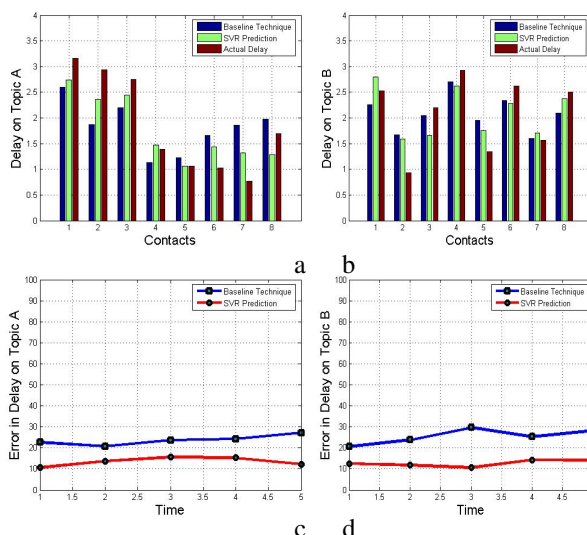 4
3.5
3
2.5
2
1.5
1
0.5
0
Delay on Topic A
Baseline Technique
SVR Prediction
Actual Delay
1 2 3 4 5 6 7 8
Contacts
a
4
3.5
3
2.5
2
1.5
1
0.5
0
Delay on Topic B
Baseline Technique
SVR Prediction
Actual Delay
1 2 3 4 5 6 7 8
Contacts
b
100
90
80
70
60
50
40
30
20
10
0
Error in Delay on Topic A
Baseline Technique
SVR Prediction
1 1.5 2 2.5 3 3.5 4 4.5 5
Time
c
100
90
80
70
60
50
40
30
20
10
0
Error in Delay on Topic B
Baseline Technique
SVR Prediction
1 1.5 2 2.5 3 3.5 4 4.5
Time
d